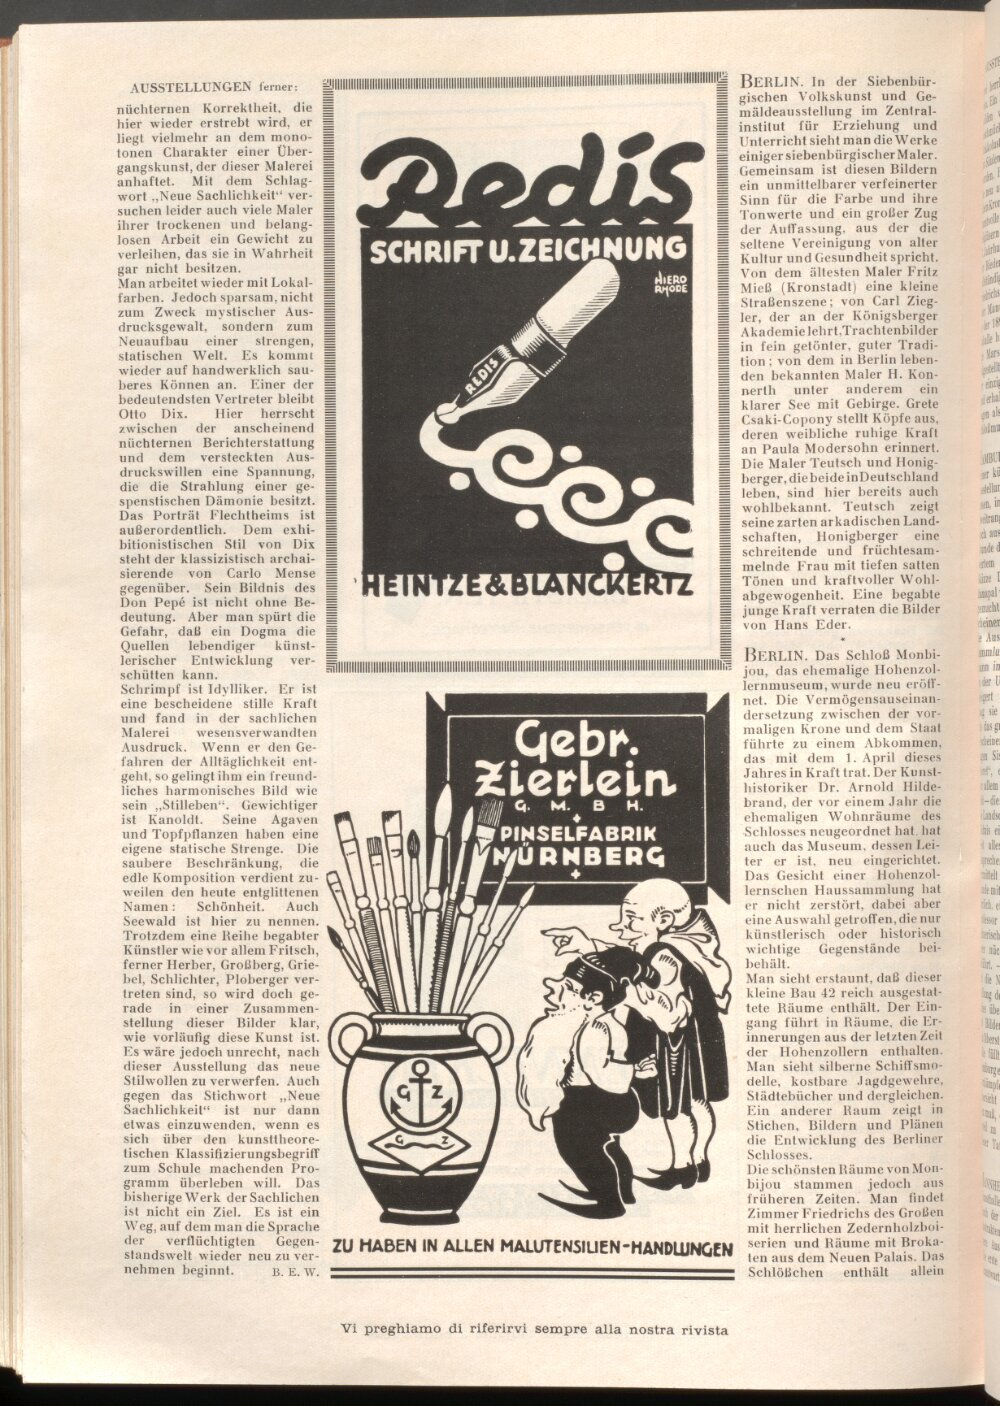 AUSSTELLUNGEN ferner:
nüchternen Korrektheit, die
hier wieder erstrebt wird, er
liegt vielmehr an dem mono-
tonen Charakter einer Über-
gangskunst, der dieser Malerei
anhaftet. Mit dem Schlag-
wort „Neue Sachlichkeit“ ver-
suchen leider auch viele Maler
ihrer trockenen und belang-
losen Arbeit ein Gewicht zu
verleihen, das sie in Wahrheit
gar nicht besitzen.
Man arbeitet wieder mit Lokal-
farben. Jedoch sparsam, nicht
zum Zweck mystischer Aus-
drucksgewalt, sondern zum
Neuaufbau einer strengen,
statischen Welt. Es kommt
wieder auf handwerklich sau-
beres Können an. Einer der
bedeutendsten Vertreter bleibt
Otto Dix. Hier herrscht
zwischen der anscheinend
nüchternen Berichterstattung
und dem versteckten Aus-
druckswillen eine Spannung,
die die Strahlung einer ge-
spenstischen Dämonie besitzt.
Das Porträt Flechtheims ist
außerordentlich. Dem exhi-
bitionistischen Stil von Dix
steht der klassizistisch archai-
sierende von Carlo Mense
gegenüber. Sein Bildnis des
Don Pepé ist nicht ohne Be-
deutung. Aber man spürt die
Gefahr, daß ein Dogma die
Quellen lebendiger künst-
lerischer Entwicklung ver-
schütten kann.
Schrimpf ist Idylliker. Er ist
eine bescheidene stille Kraft
und fand in der sachlichen
Malerei wesensverwandten
Ausdruck. Wenn er den Ge-
fahren der Alltäglichkeit ent-
geht, so gelingt ihm ein freund-
liches harmonisches Bild wie
sein „Stilleben“. Gewichtiger
ist Kanoldt. Seine Agaven
und Topfpflanzen haben eine
eigene statische Strenge. Die
saubere Beschränkung, die
edle Komposition verdient zu-
weilen den heute entglittenen
Namen: Schönheit. Auch
Seewald ist hier zu nennen.
Trotzdem eine Reihe begabter
Künstler wie vor allem Fritsch,
ferner Herber, Großberg, Grie-
bel, Schlichter, Ploberger ver-
treten sind, so wird doch ge-
rade in einer Zusammen-
stellung dieser Bilder klar,
wie vorläufig diese Kunst ist.
Es wäre jedoch unrecht, nach
dieser Ausstellung das neue
Stilwollen zu verwerfen. Auch
gegen das Stichwort „Neue
Sachlichkeit“ ist nur dann
etwas einzuwenden, wenn es
sich über den kunsttheore-
tischen Klassifizierungsbegriff
zum Schule machenden Pro-
gramm überleben will. Das
bisherige Werk der Sachlichen
ist nicht ein Ziel. Es ist ein
Weg, auf dem man die Sprache
der verflüchtigten Gegen-
standswelt wieder neu zu ver-
nehmen beginnt. B. E. W.
Redis
SCHRIFT U. ZEICHNUNG
HIERO
RHODE
REDIS
HEINTZE & BLANCKERTZ
Gebr.
Zierlein
G. M. B. H.
PINSELFABRIK
NÜRNBERG
G Z
G Z
ZU HABEN IN ALLEN MALUTENSILIEN-HANDLUNGEN
BERLIN. In der Siebenbür-
gischen Volkskunst und Ge-
mäldeausstellung im Zentral-
institut für Erziehung und
Unterricht sieht man die Werke
einiger siebenbürgischer Maler.
Gemeinsam ist diesen Bildern
ein unmittelbarer verfeinerter
Sinn für die Farbe und ihre
Tonwerte und ein großer Zug
der Auffassung, aus der die
seltene Vereinigung von alter
Kultur und Gesundheit spricht.
Von dem ältesten Maler Fritz
Mieß (Kronstadt) eine kleine
Straßenszene; von Carl Zieg-
ler, der an der Königsberger
Akademie lehrt, Trachtenbilder
in fein getönter, guter Tradi-
tion; von dem in Berlin leben-
den bekannten Maler H. Kon-
nerth unter anderem ein
klarer See mit Gebirge. Grete
Csaki-Copony stellt Köpfe aus,
deren weibliche ruhige Kraft
an Paula Modersohn erinnert.
Die Maler Teutsch und Honig-
berger, die beide in Deutschland
leben, sind hier bereits auch
wohlbekannt. Teutsch zeigt
seine zarten arkadischen Land-
schaften, Honigberger eine
schreitende und früchtesam-
melnde Frau mit tiefen satten
Tönen und kraftvoller Wohl-
abgewogenheit. Eine begabte
junge Kraft verraten die Bilder
von Hans Eder.
*
BERLIN. Das Schloß Monbi-
jou, das ehemalige Hohenzol-
lernmuseum, wurde neu eröff-
net. Die Vermögensauseinan-
dersetzung zwischen der vor-
maligen Krone und dem Staat
führte zu einem Abkommen,
das mit dem 1. April dieses
Jahres in Kraft trat. Der Kunst-
historiker Dr. Arnold Hilde-
brand, der vor einem Jahr die
ehemaligen Wohnräume des
Schlosses neugeordnet hat, hat
auch das Museum, dessen Lei-
ter er ist, neu eingerichtet.
Das Gesicht einer Hohenzol-
lernschen Haussammlung hat
er nicht zerstört, dabei aber
eine Auswahl getroffen, die nur
künstlerisch oder historisch
wichtige Gegenstände bei-
behält.
Man sieht erstaunt, daß dieser
kleine Bau 42 reich ausgestat-
tete Räume enthält. Der Ein-
gang führt in Räume, die Er-
innerungen aus der letzten Zeit
der Hohenzollern enthalten.
Man sieht silberne Schiffsmo-
delle, kostbare Jagdgewehre,
Städtebücher und dergleichen.
Ein anderer Raum zeigt in
Stichen, Bildern und Plänen
die Entwicklung des Berliner
Schlosses.
Die schönsten Räume von Mon-
bijou stammen jedoch aus
früheren Zeiten. Man findet
Zimmer Friedrichs des Großen
mit herrlichen Zedernholzboi-
serien und Räume mit Broka-
ten aus dem Neuen Palais. Das
Schlößchen enthält allein
Vi preghiamo di riferirvi sempre alla nostra rivista